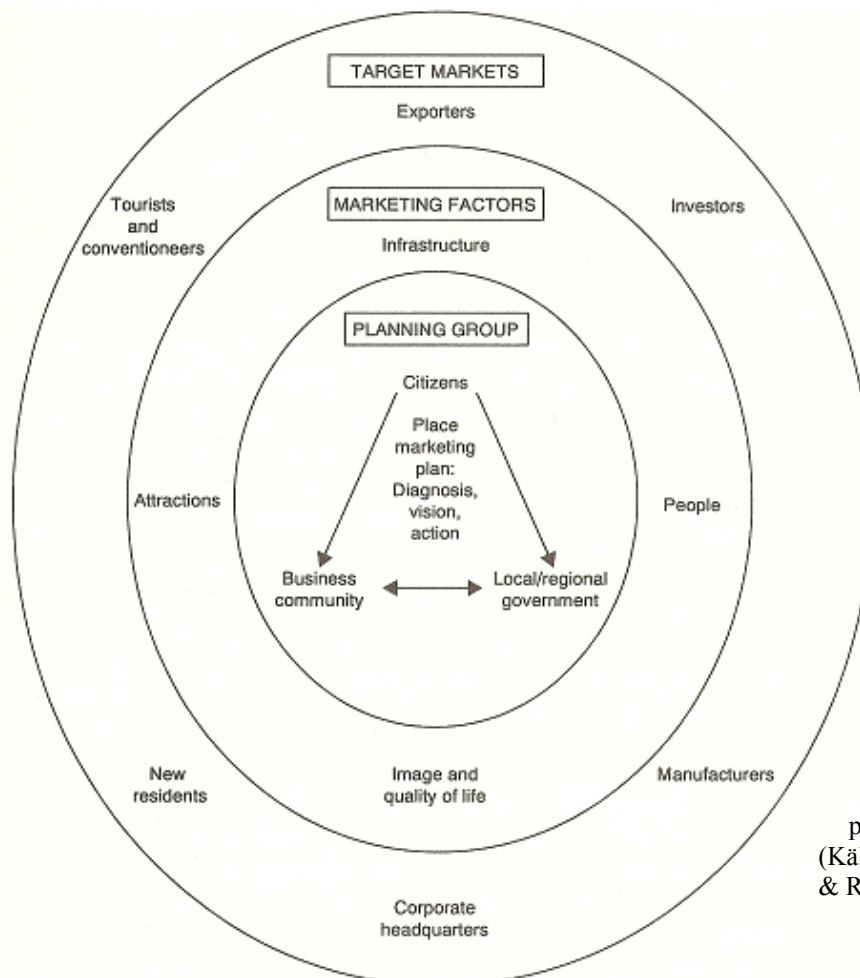 TARGET MARKETS
Exporters
Tourists
and
conventioneers
Investors
MARKETING FACTORS
Infrastructure
PLANNING GROUP
Citizens
Place
marketing
plan:
Diagnosis,
vision,
action
Attractions
People
Business
community
Local/regional
government
New
residents
Image and
quality of life
Manufacturers
Corporate
headquarters
& R